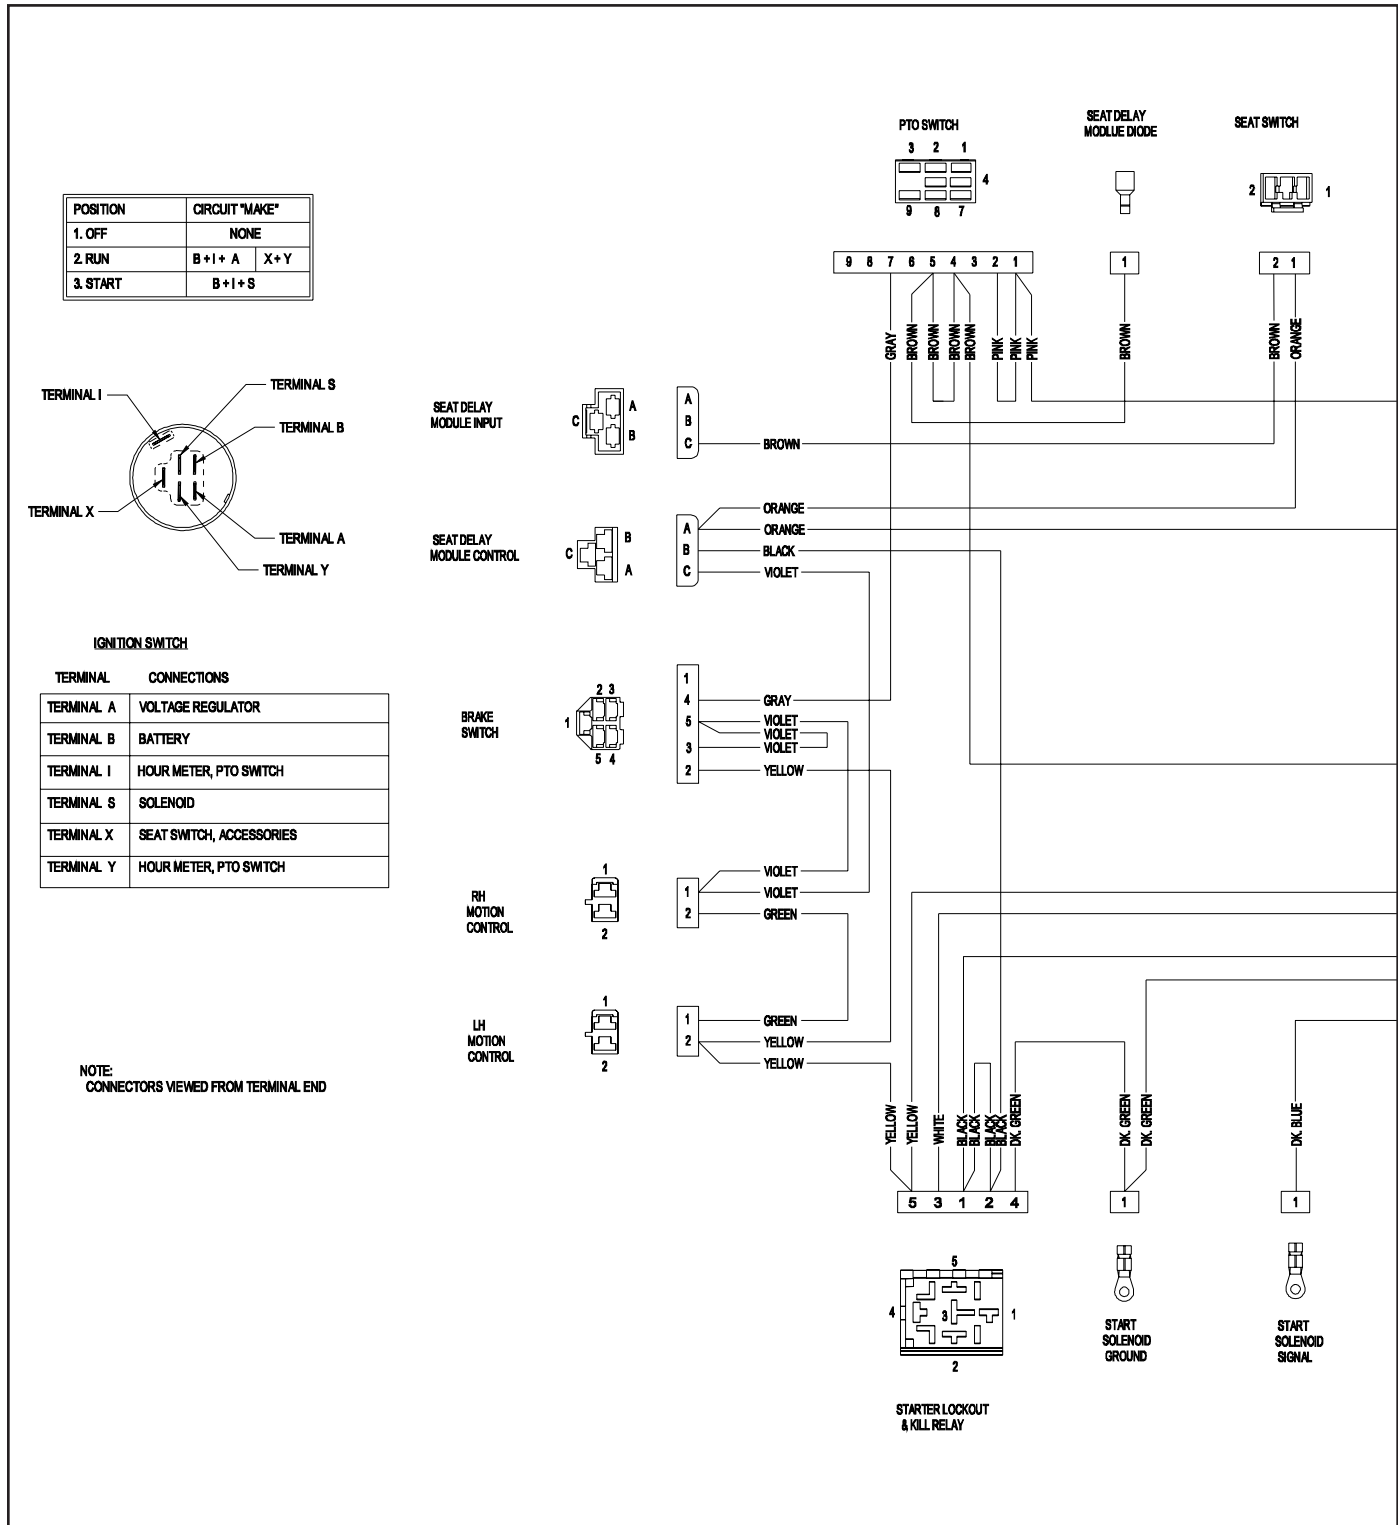 PTO SWITCH
3 2 1
4
9 8 7
SEAT DELAY
MODLUE DIODE
SEAT SWITCH
2 1
POSITION CIRCUIT "MAKE"
1. OFF NONE
2. RUN B + I + A X + Y
3. START B + I + S
9 8 7 6 5 4 3 2 1
1
2 1
GRAY
BROWN
BROWN
BROWN
BROWN
PINK
PINK
PINK
BROWN
BROWN
ORANGE
TERMINAL I
TERMINAL S
TERMINAL B
TERMINAL X
TERMINAL A
TERMINAL Y
SEAT DELAY
MODULE INPUT
C A
B
A
B
C BROWN
SEAT DELAY
MODULE CONTROL
C B
A
ORANGE
A ORANGE
B BLACK
C VIOLET
IGNITION SWITCH
TERMINAL CONNECTIONS
TERMINAL A VOLTAGE REGULATOR
TERMINAL B BATTERY
TERMINAL I HOUR METER, PTO SWITCH
TERMINAL S SOLENOID
TERMINAL X SEAT SWITCH, ACCESSORIES
TERMINAL Y HOUR METER, PTO SWITCH
BRAKE
SWITCH
2 3
1
5 4
1
4 GRAY
5 VIOLET
VIOLET
3 VIOLET
2 YELLOW
RH
MOTION
CONTROL
1
2
VIOLET
1 VIOLET
2 GREEN
LH
MOTION
CONTROL
1
2
1 GREEN
2 YELLOW
YELLOW
NOTE:
CONNECTORS VIEWED FROM TERMINAL END
YELLOW
YELLOW
WHITE
BLACK
BLACK
BLACK
BLACK
DK. GREEN
DK. GREEN
DK. GREEN
DK. BLUE
5 3 1 2 4
1
1
5
4 3 1
2
STARTER LOCKOUT
& KILL RELAY
START
SOLENOID
GROUND
START
SOLENOID
SIGNAL